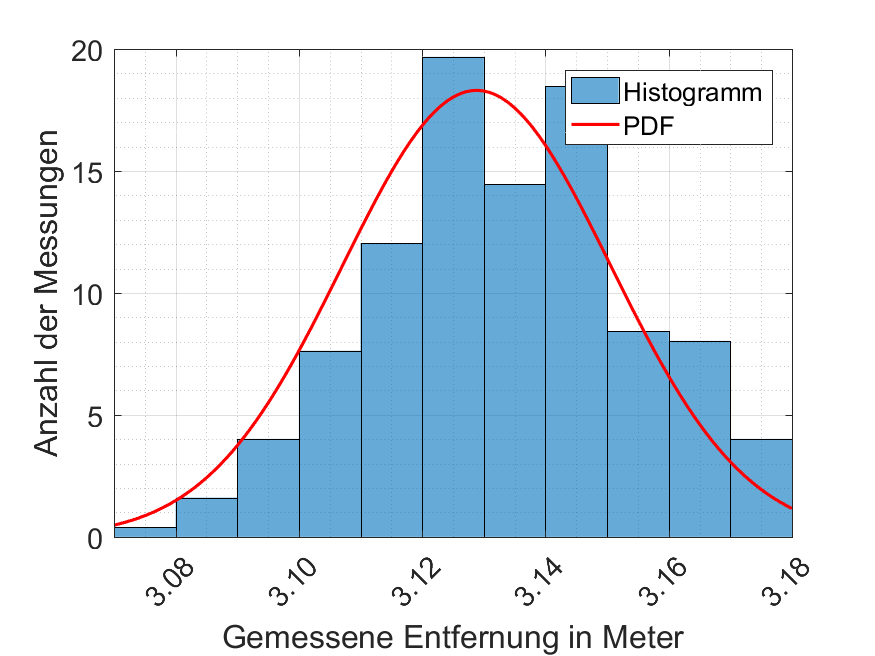 20
15
10
5
0
Anzahl der Messungen
Histogramm
PDF
3.08
3.10
3.12
3.14
3.16
3.18
Gemessene Entfernung in Meter